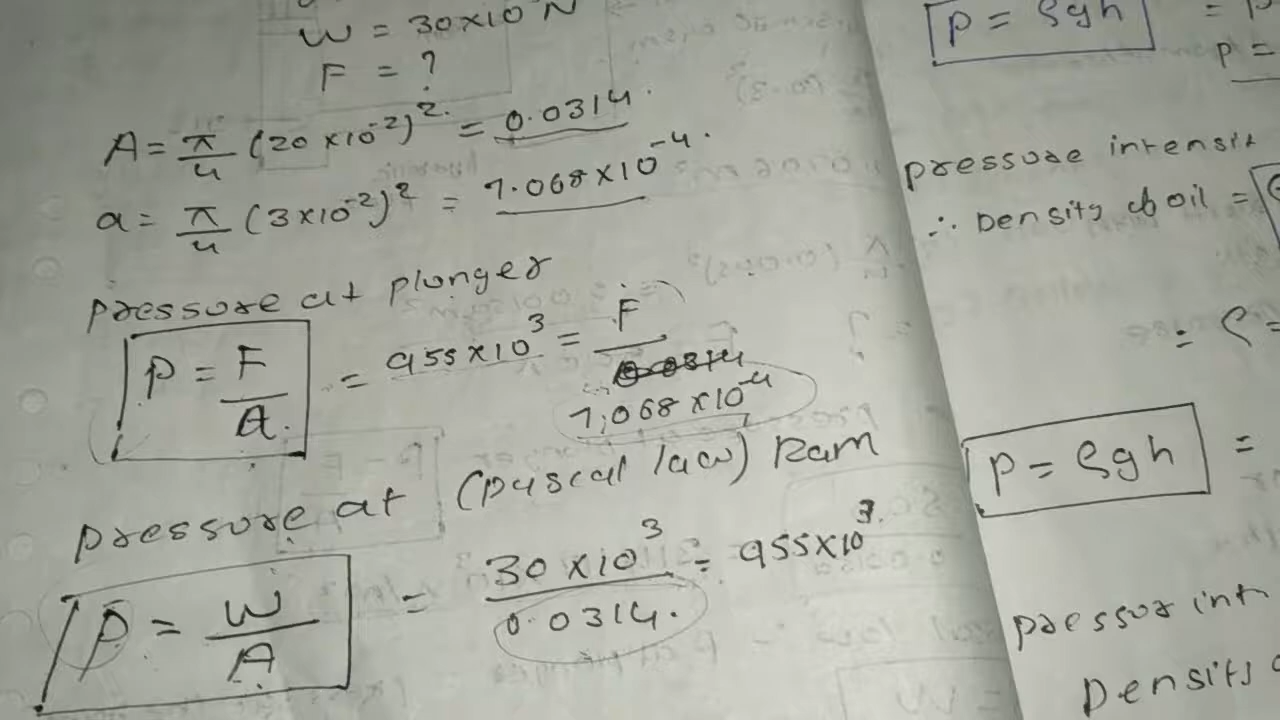 W = 30×10 N
F = ?
A = π/4 (20×10⁻²)² = 0.0314.
a = π/4 (3×10⁻²)² = 7.068×10⁻⁴.
pressure at plunger
P = F/A. = 955×10³ = F/7.068×10⁻⁴
pressure at (pascal law) Ram
P = W/A = 30×10³/0.0314. = 955×10³.
P = ρgh =
P =
pressure intensit
∴ Density of oil =
= ρ =
P = ρgh =
pressor int
Density